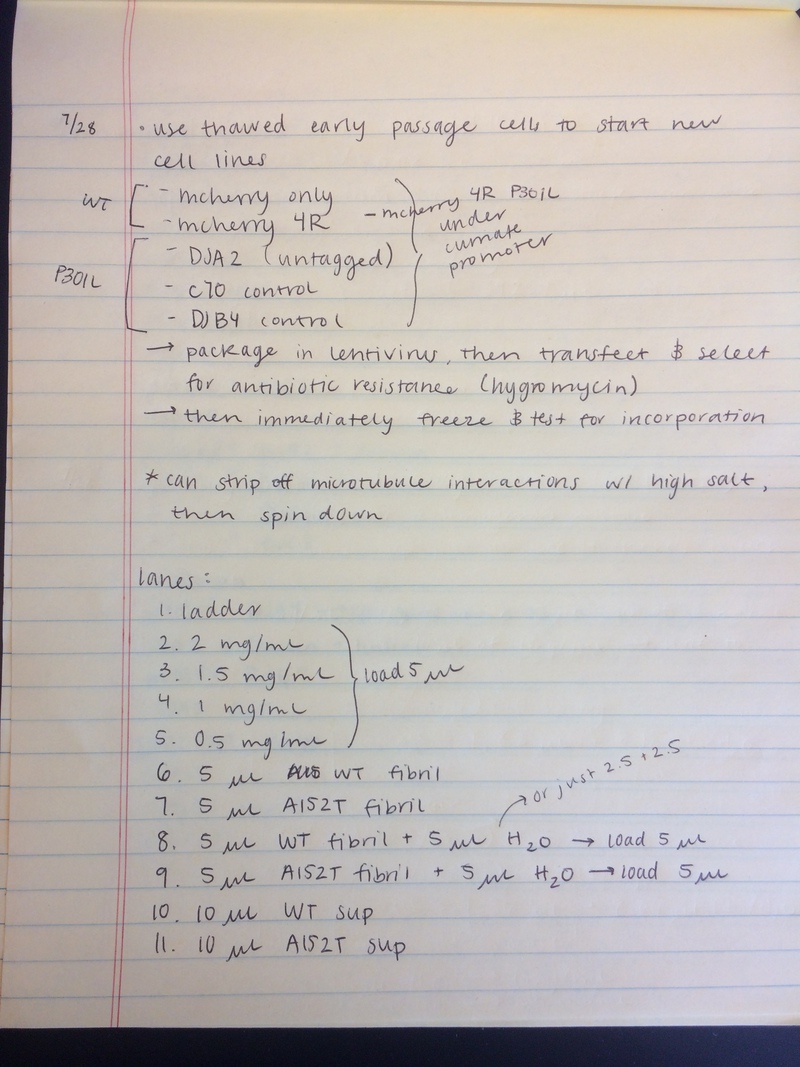 7/28 • use thawed early passage cells to start new
cell lines
WT - mcherry only
- mcherry 4R - mcherry 4R P301L
under
cumate
promoter
P301L - DJA2 (untagged)
- C70 control
- DJB4 control
→ package in lentivirus, then transfect & select
for antibiotic resistance (hygromycin)
→ then immediately freeze & test for incorporation
* can strip off microtubule interactions w/ high salt,
then spin down
lanes:
1. ladder
2. 2 mg/mL
3. 1.5 mg/mL
4. 1 mg/mL
5. 0.5 mg/mL
load 5 µL
6. 5 µL WT fibril
7. 5 µL A152T fibril
→ or just 2.5 + 2.5
8. 5 µL WT fibril + 5 µL H2O → load 5 µL
9. 5 µL A152T fibril + 5 µL H2O → load 5 µL
10. 10 µL WT sup
11. 10 µL A152T sup